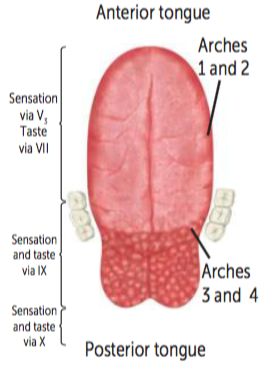 Anterior tongue
Arches
1 and 2
Sensation
via V3
Taste
via VII
Sensation
and taste
via IX
Arches
3 and 4
Sensation
and taste
via X
Posterior tongue